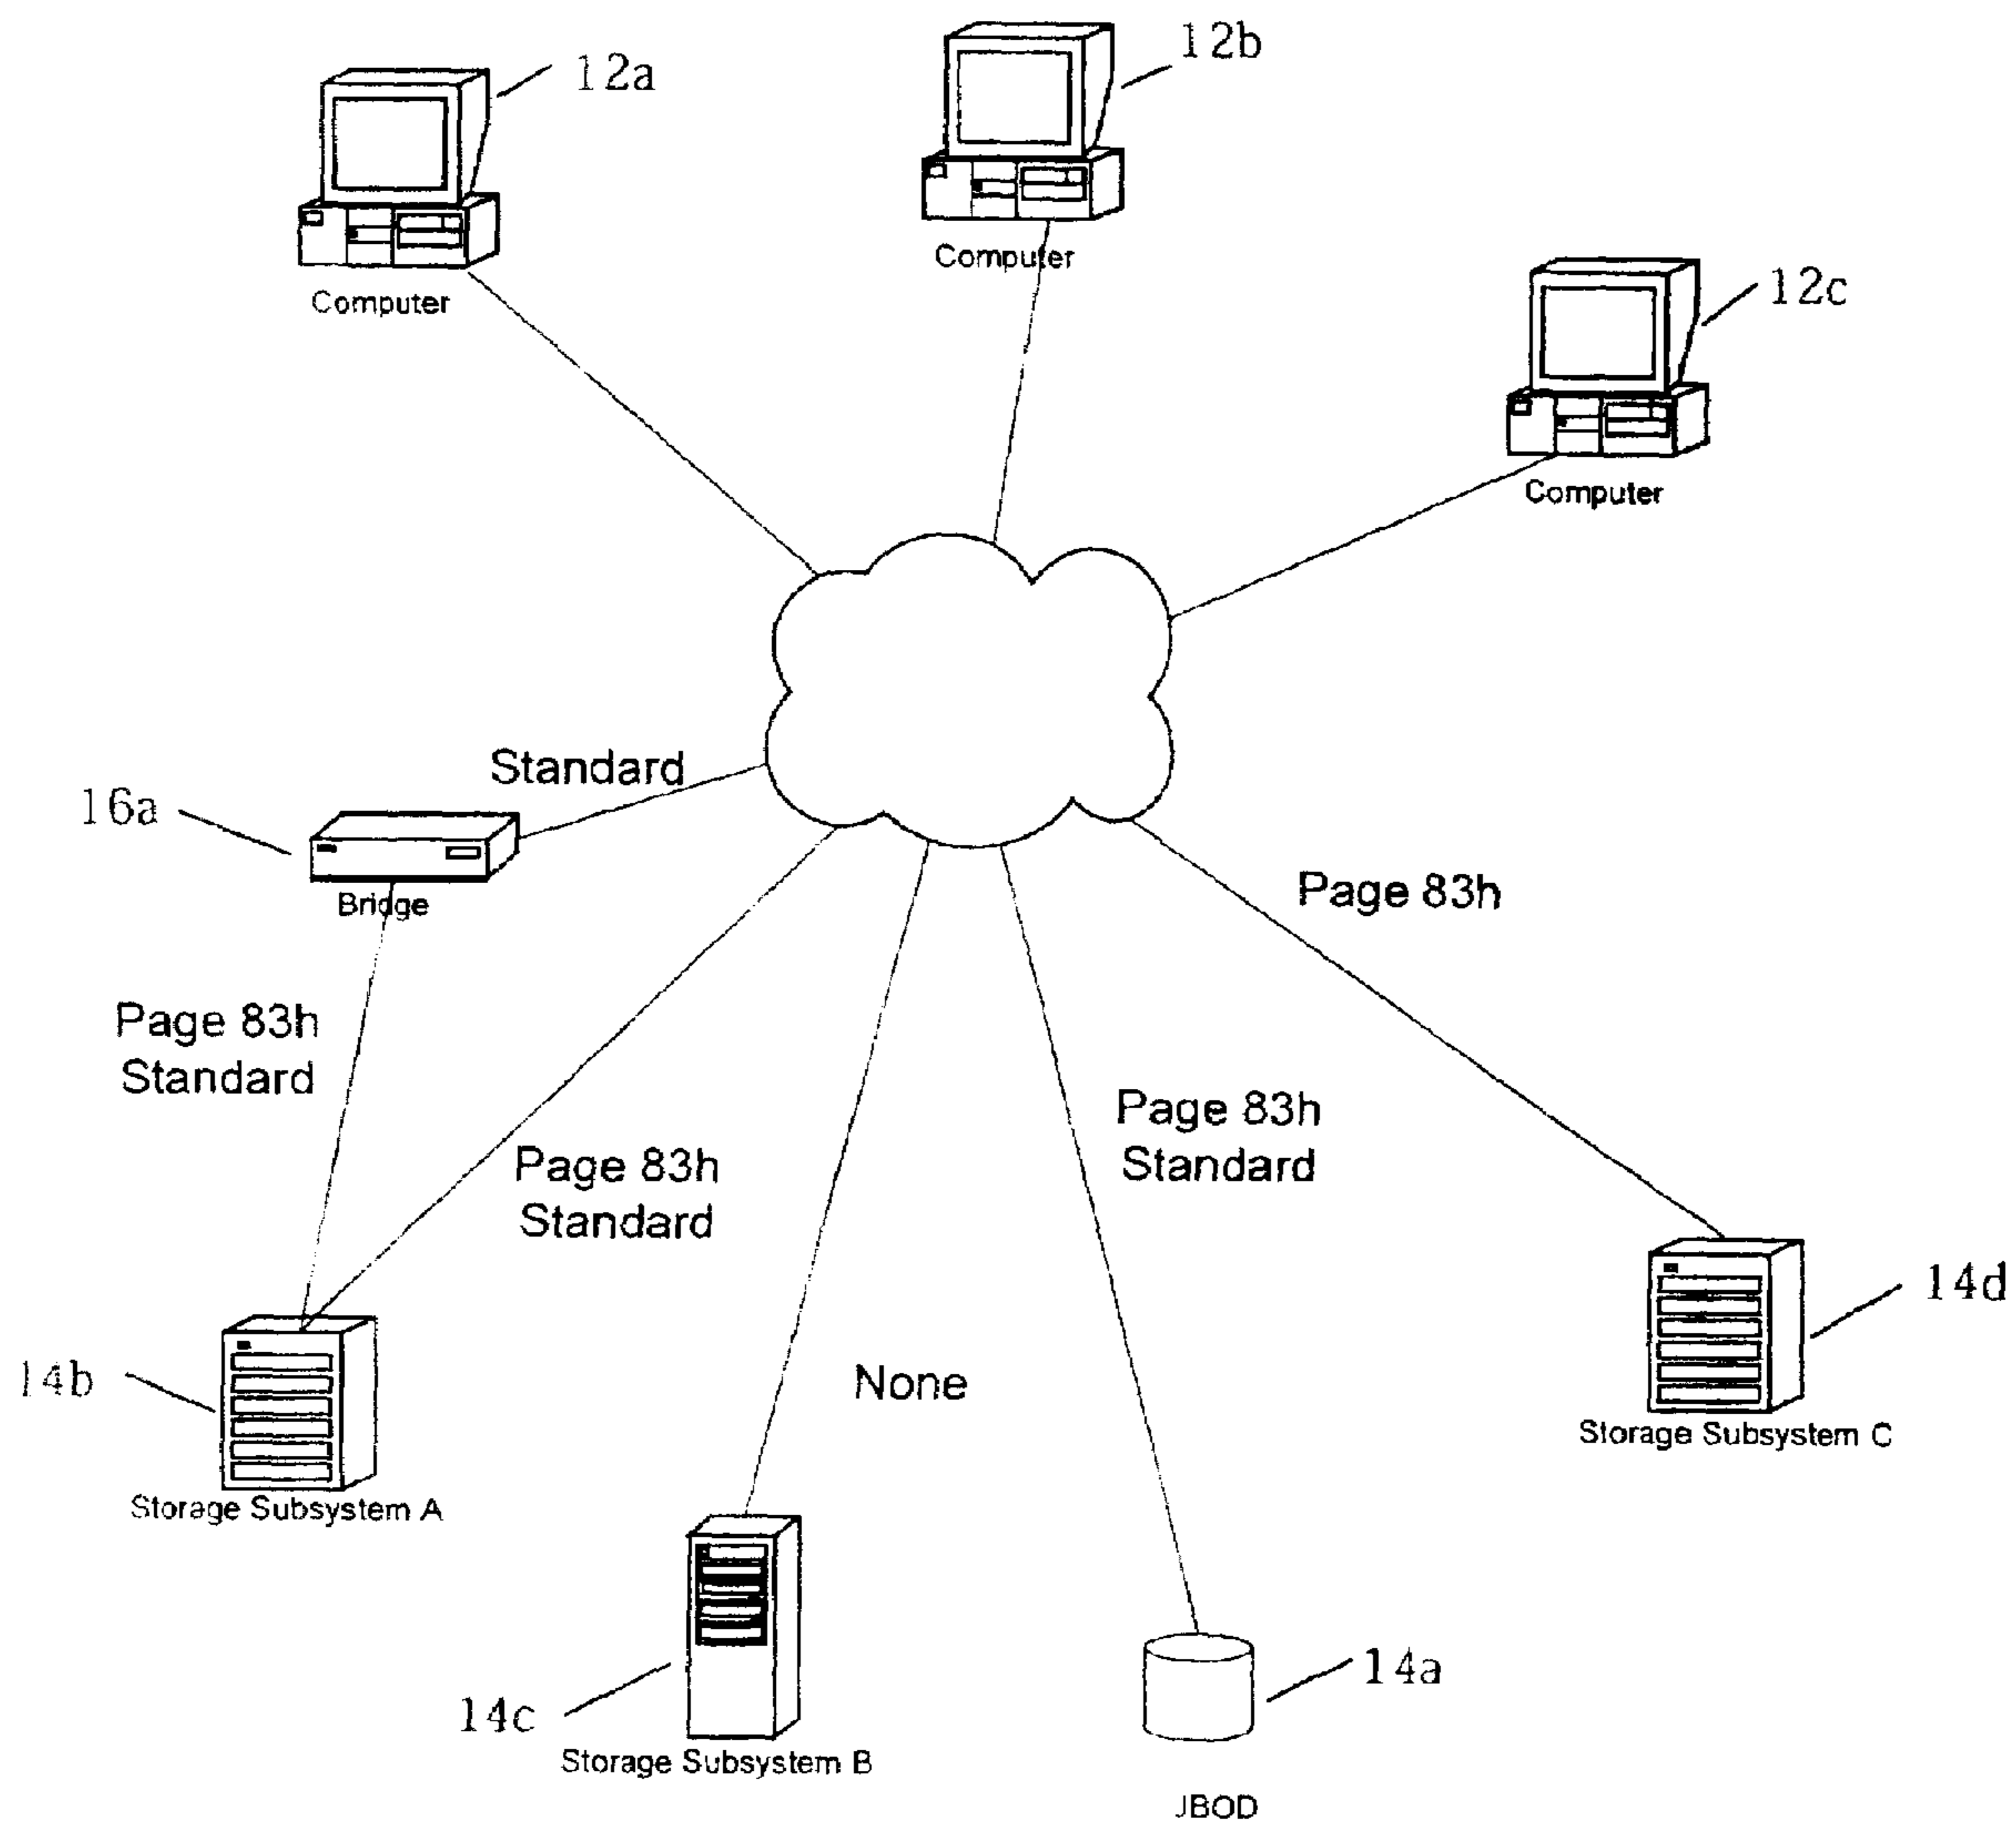 12a
12b
Computer
Computer
12c
Computer
Standard
16a
Bridge
Page 83h
Page 83h
Standard
Page 83h
Standard
Page 83h
Standard
14d
14b
None
Storage Subsystem C
Storage Subsystem A
14a
14c
Storage Subsystem B
JBOD